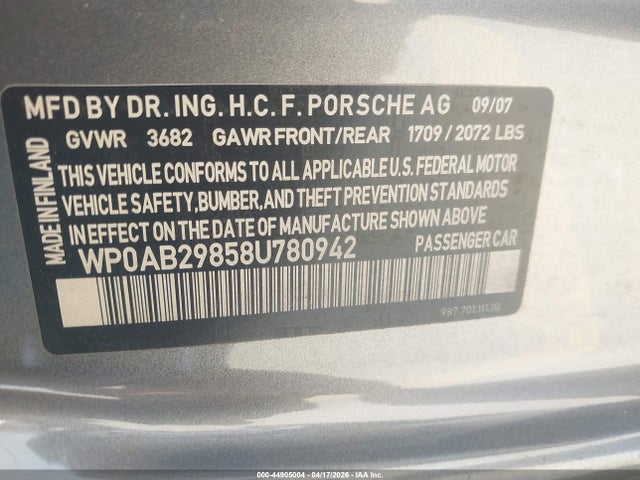 MFD BY DR. ING. H.C. F. PORSCHE AG 09/07
GVWR 3682 GAWR FRONT/REAR 1709 / 2072 LBS
MADE IN FINLAND
THIS VEHICLE CONFORMS TO ALL APPLICABLE U.S. FEDERAL MOTOR
VEHICLE SAFETY,BUMBER,AND THEFT PREVENTION STANDARDS
IN EFFECT ON THE DATE OF MANUFACTURE SHOWN ABOVE
WP0AB29858U780942 PASSENGER CAR
987.701.111.30
000-44905004 - 04/17/2026 - IAA Inc.